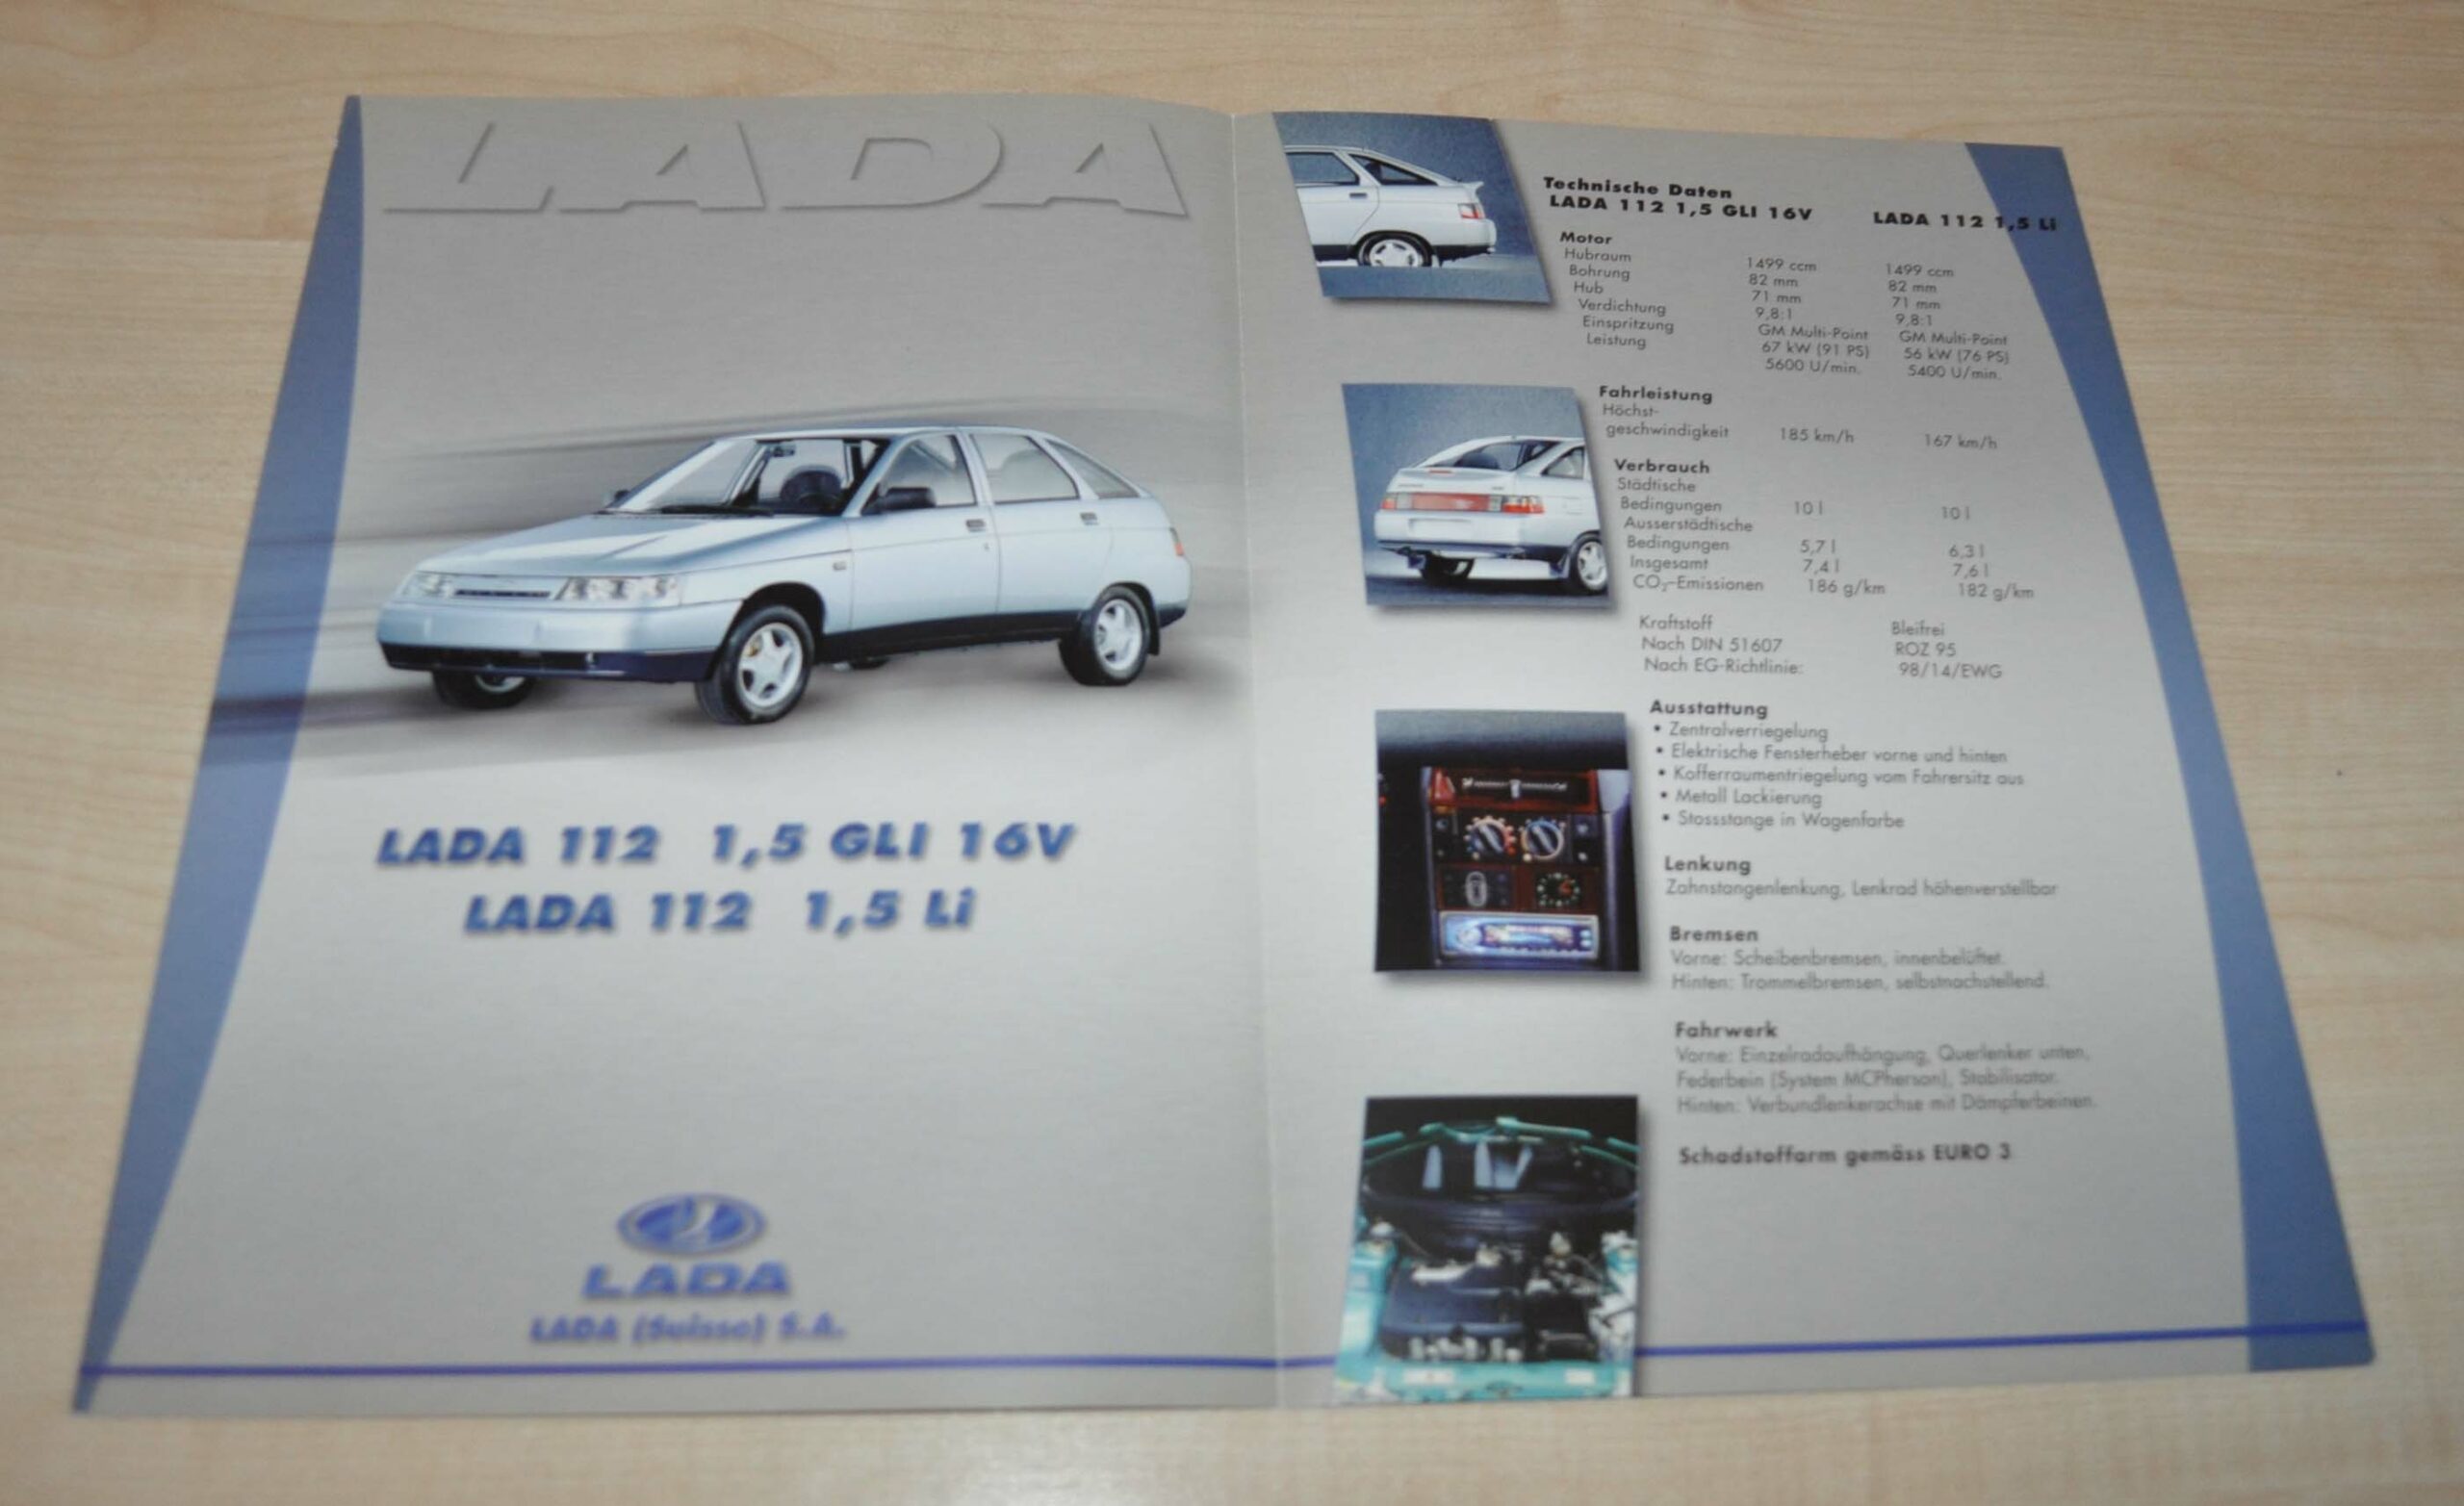 LADA
LADA 112 1,5 GLI 16V
LADA 112 1,5 Li
LADA
LADA (Suisse) S.A.
Technische Daten
LADA 112 1,5 GLI 16V LADA 112 1,5 Li
Motor
Hubraum 1499 ccm 1499 ccm
Bohrung 82 mm 82 mm
Hub 71 mm 71 mm
Verdichtung 9,8:1 9,8:1
Einspritzung GM Multi-Point GM Multi-Point
Leistung 67 kW (91 PS) 56 kW (76 PS)
5600 U/min. 5400 U/min.
Fahrleistung
Höchst-
geschwindigkeit 185 km/h 167 km/h
Verbrauch
Städtische
Bedingungen 10 l 10 l
Ausserstädtische
Bedingungen 5,7 l 6,3 l
Insgesamt 7,4 l 7,6 l
CO₂-Emissionen 186 g/km 182 g/km
Kraftstoff Bleifrei
Nach DIN 51607 ROZ 95
Nach EG-Richtlinie: 98/14/EWG
Ausstattung
• Zentralverriegelung
• Elektrische Fensterheber vorne und hinten
• Kofferraumentriegelung vom Fahrersitz aus
• Metall Lackierung
• Stossstange in Wagenfarbe
Lenkung
Zahnstangenlenkung, Lenkrad höhenverstellbar
Bremsen
Vorne: Scheibenbremsen, innenbelüftet.
Hinten: Trommelbremsen, selbstnachstellend.
Fahrwerk
Vorne: Einzelradaufhängung, Querlenker unten,
Federbein (System MCPherson), Stabilisator.
Hinten: Verbundlenkerachse mit Dämpferbeinen.
Schadstoffarm gemäss EURO 3